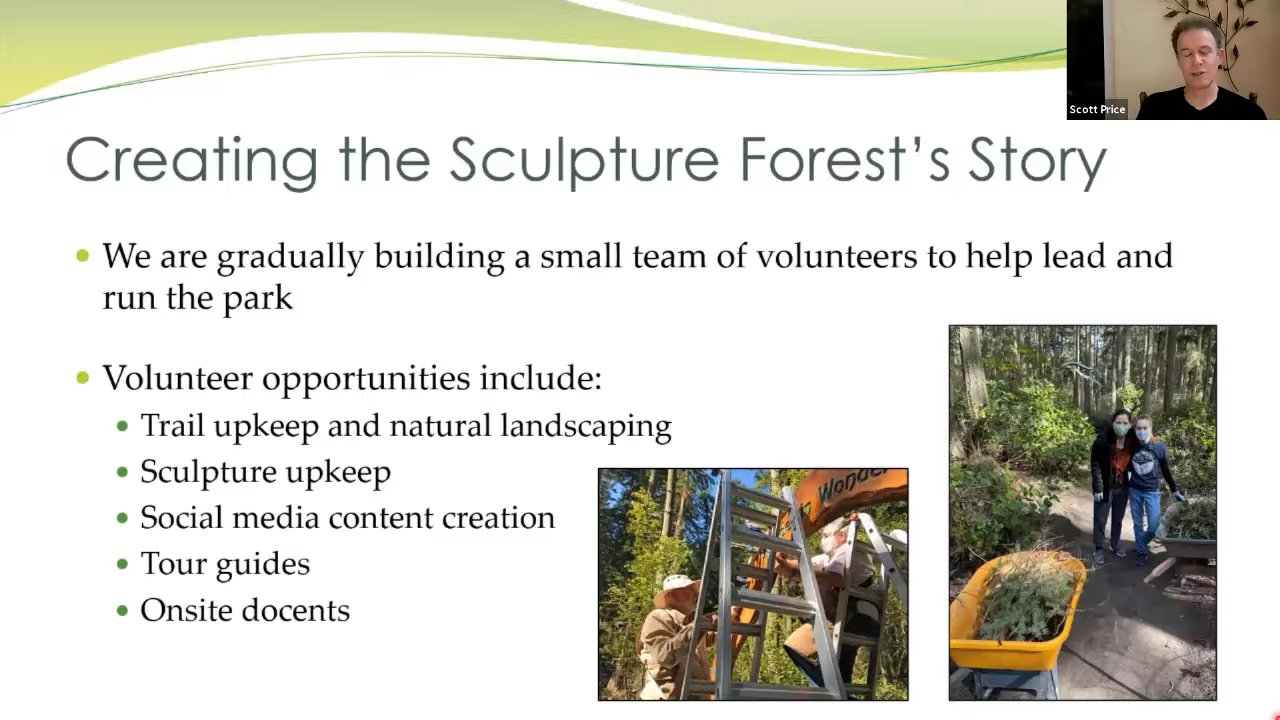 Scott Price
Creating the Sculpture Forest's Story
• We are gradually building a small team of volunteers to help lead and
run the park
• Volunteer opportunities include:
• Trail upkeep and natural landscaping
• Sculpture upkeep
• Social media content creation
• Tour guides
• Onsite docents